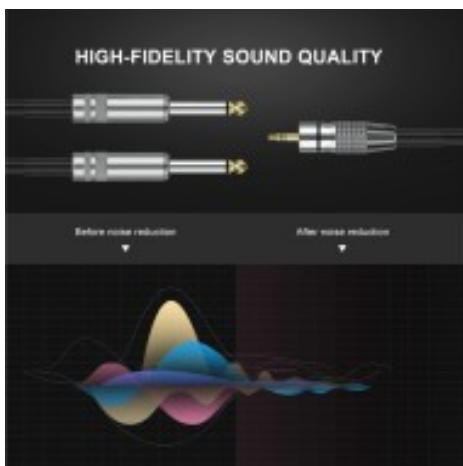 HIGH-FIDELITY SOUND QUALITY
Before noise reduction
After noise reduction